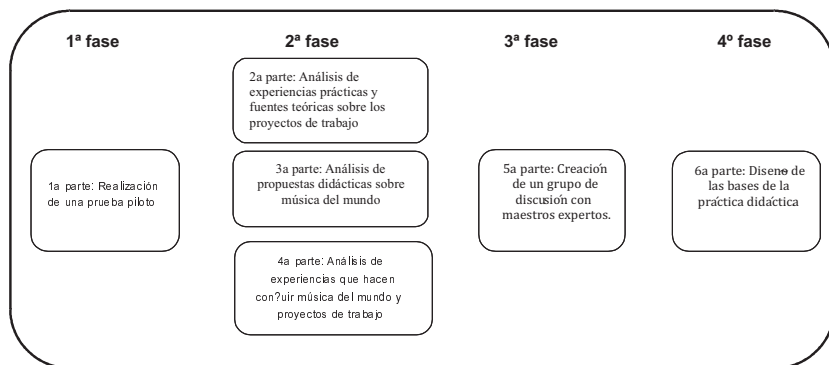 1ª fase
2ª fase
3ª fase
4º fase
1a parte: Realización
de una prueba piloto
2a parte: Análisis de
experiencias prácticas y
fuentes teóricas sobre los
proyectos de trabajo
3a parte: Análisis de
propuestas didácticas sobre
música del mundo
4a parte: Análisis de
experiencias que hacen
con?uir música del mundo y
proyectos de trabajo
5a parte: Creación
de un grupo de
discusión con
maestros expertos.
6a parte: Diseno de
las bases de la
práctica didáctica